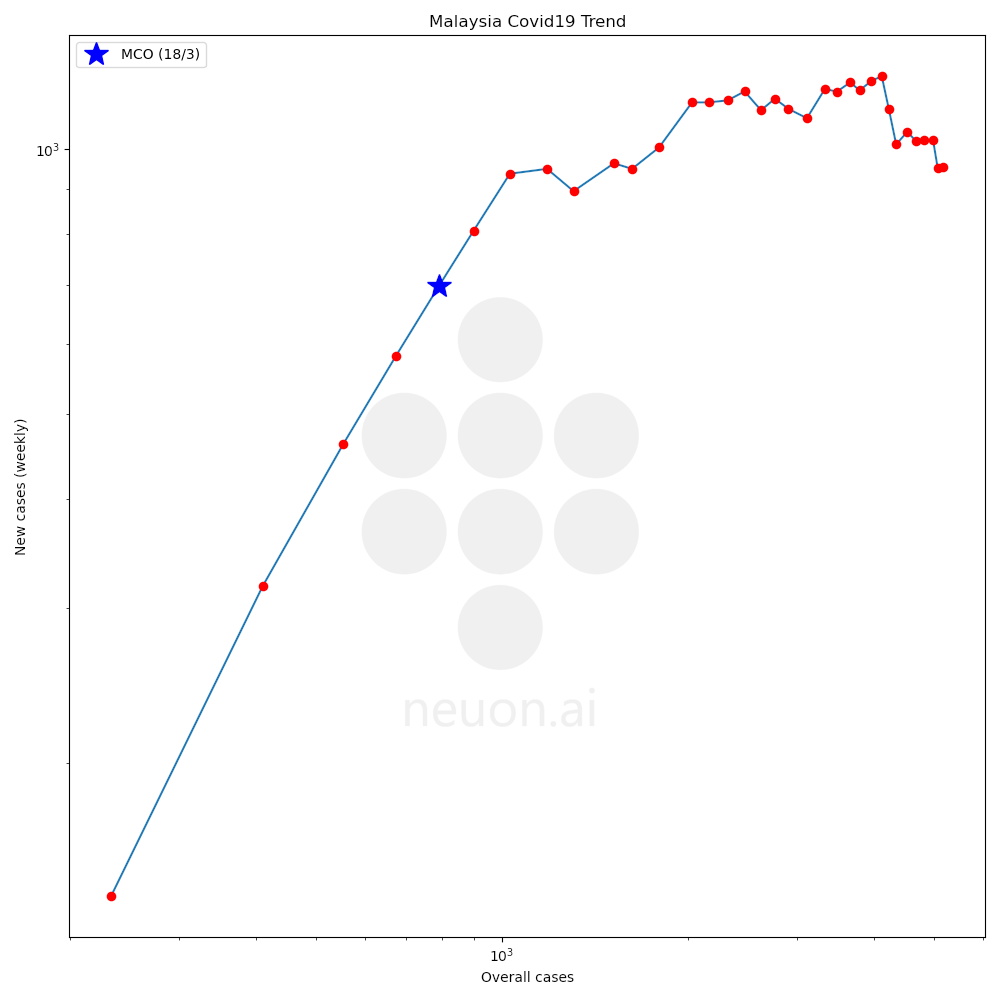 Malaysia Covid19 Trend
MCO (18/3)
10³
New cases (weekly)
neuon.ai
10³
Overall cases